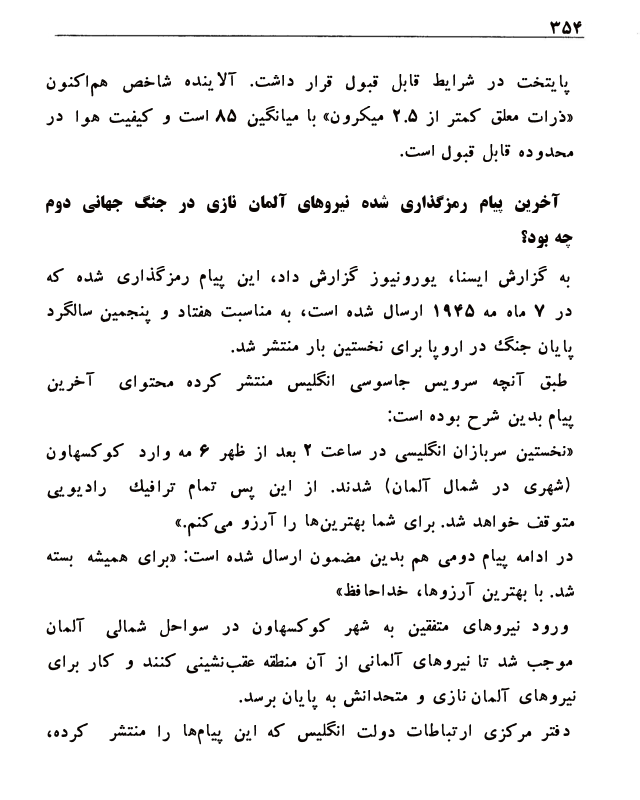 ۳۵۴
پایتخت در شرایط قابل قبول قرار داشت. آلاینده شاخص هم‌اکنون
«ذرات معلق کمتر از ۲.۵ میکرون» با میانگین ۸۵ است و کیفیت هوا در
محدوده قابل قبول است.
آخرین پیام رمزگذاری شده نیروهای آلمان نازی در جنگ جهانی دوم
چه بود؟
به گزارش ایسنا، یورونیوز گزارش داد، این پیام رمزگذاری شده که
در ۷ ماه مه ۱۹۴۵ ارسال شده است، به مناسبت هفتاد و پنجمین سالگرد
پایان جنگ در اروپا برای نخستین بار منتشر شد.
طبق آنچه سرویس جاسوسی انگلیس منتشر کرده محتوای آخرین
پیام بدین شرح بوده است:
«نخستین سربازان انگلیسی در ساعت ۲ بعد از ظهر ۶ مه وارد کوکسهاون
(شهری در شمال آلمان) شدند. از این پس تمام ترافیك رادیویی
متوقف خواهد شد. برای شما بهترین‌ها را آرزو می‌کنم.»
در ادامه پیام دومی هم بدین مضمون ارسال شده است: «برای همیشه بسته
شد. با بهترین آرزوها، خداحافظ»
ورود نیروهای متفقین به شهر کوکسهاون در سواحل شمالی آلمان
موجب شد تا نیروهای آلمانی از آن منطقه عقب‌نشینی کنند و کار برای
نیروهای آلمان نازی و متحدانش به پایان برسد.
دفتر مرکزی ارتباطات دولت انگلیس که این پیام‌ها را منتشر کرده،